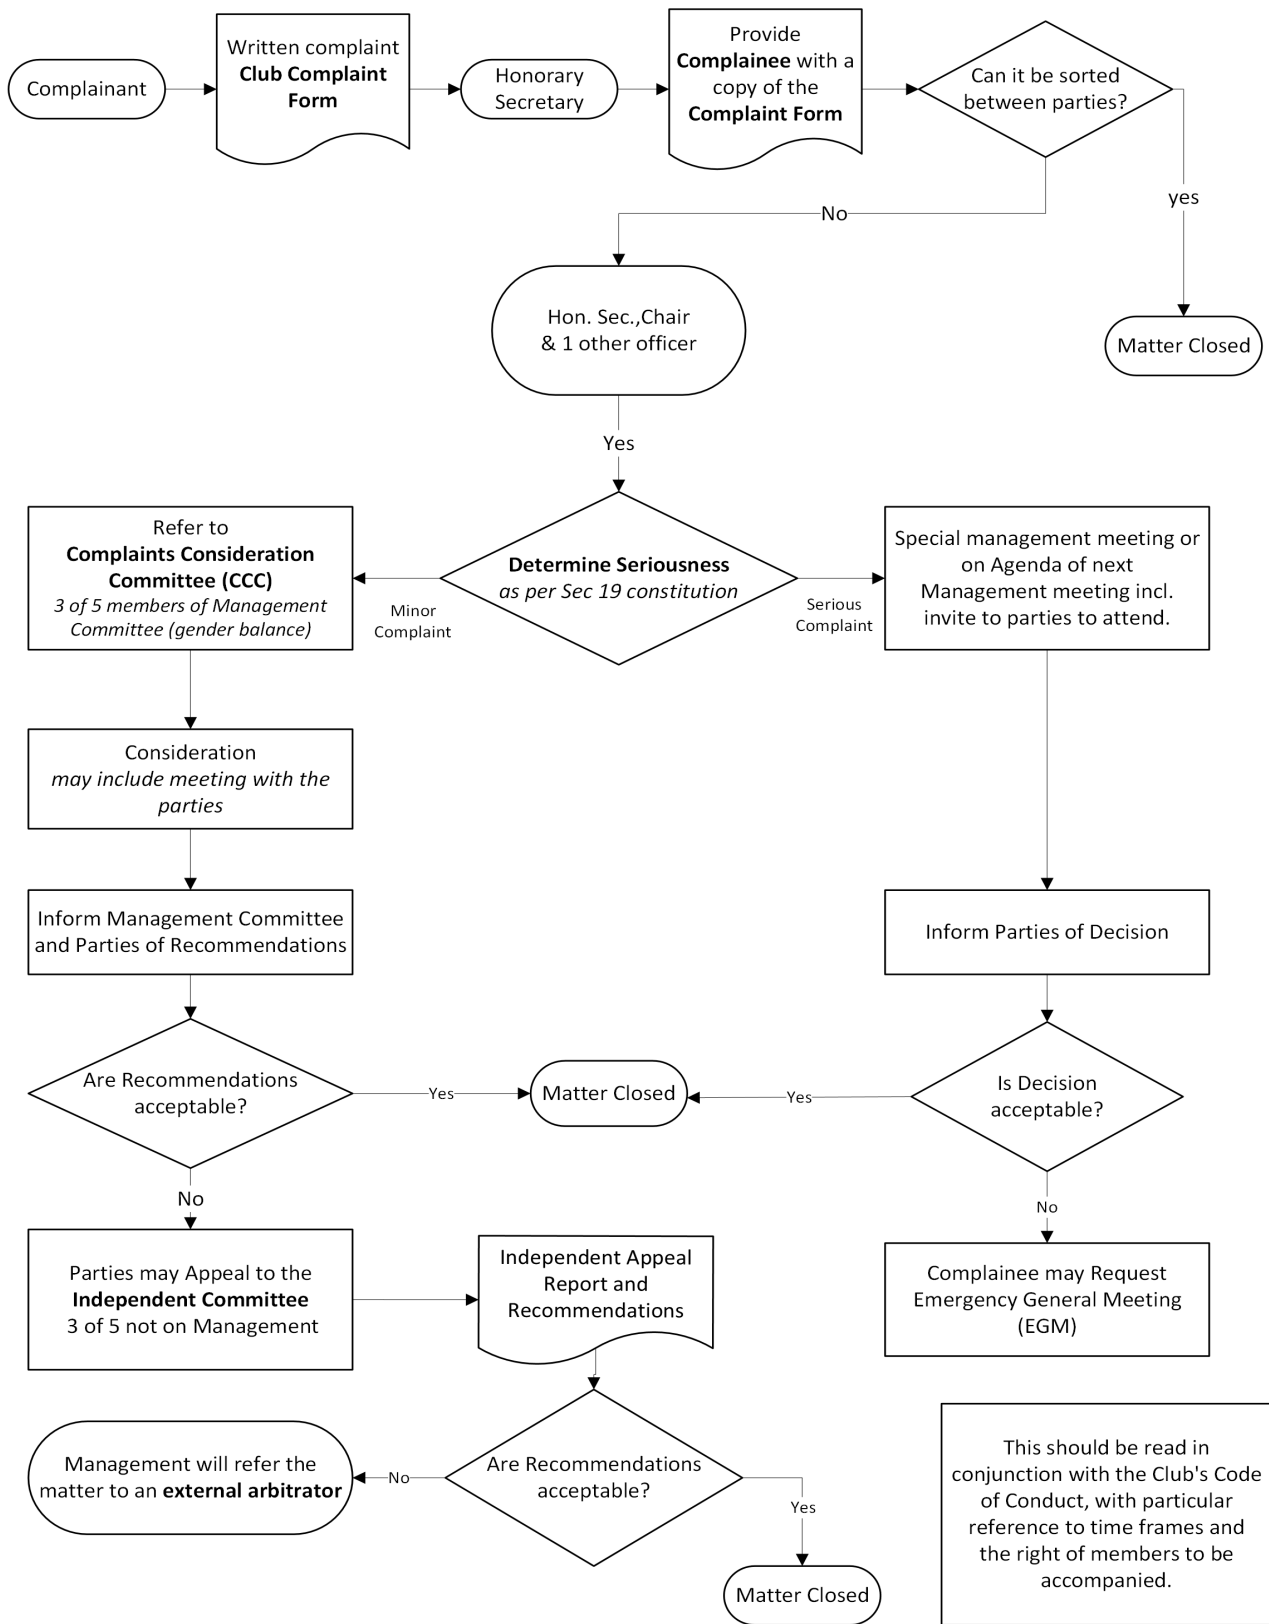 Complainant
Written complaint
Club Complaint
Form
Honorary
Secretary
Provide
Complainee with a
copy of the
Complaint Form
Can it be sorted
between parties?
yes
No
Hon. Sec.,Chair
& 1 other officer
Matter Closed
Yes
Refer to
Complaints Consideration
Committee (CCC)
3 of 5 members of Management
Committee (gender balance)
Minor
Complaint
Determine Seriousness
as per Sec 19 constitution
Serious
Complaint
Special management meeting or
on Agenda of next
Management meeting incl.
invite to parties to attend.
Consideration
may include meeting with the
parties
Inform Management Committee
and Parties of Recommendations
Inform Parties of Decision
Are Recommendations
acceptable?
Yes
Matter Closed
Yes
Is Decision
acceptable?
No
No
Parties may Appeal to the
Independent Committee
3 of 5 not on Management
Independent Appeal
Report and
Recommendations
Complainee may Request
Emergency General Meeting
(EGM)
Management will refer the
matter to an external arbitrator
No
Are Recommendations
acceptable?
Yes
Matter Closed
This should be read in
conjunction with the Club's Code
of Conduct, with particular
reference to time frames and
the right of members to be
accompanied.